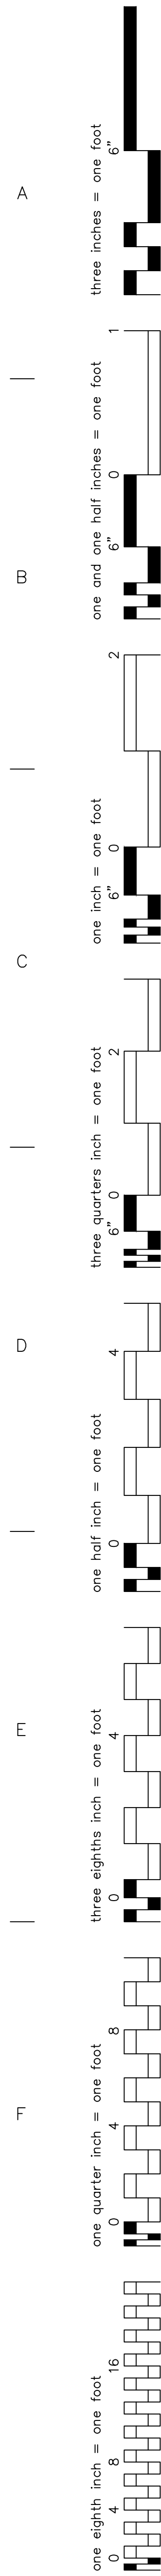 A
B
C
D
E
F
6"
three inches = one foot
1
0
6"
one and one half inches = one foot
2
0
6"
one inch = one foot
2
0
6"
three quarters inch = one foot
4
0
one half inch = one foot
4
0
three eighths inch = one foot
8
4
0
one quarter inch = one foot
16
8
4
0
one eighth inch = one foot